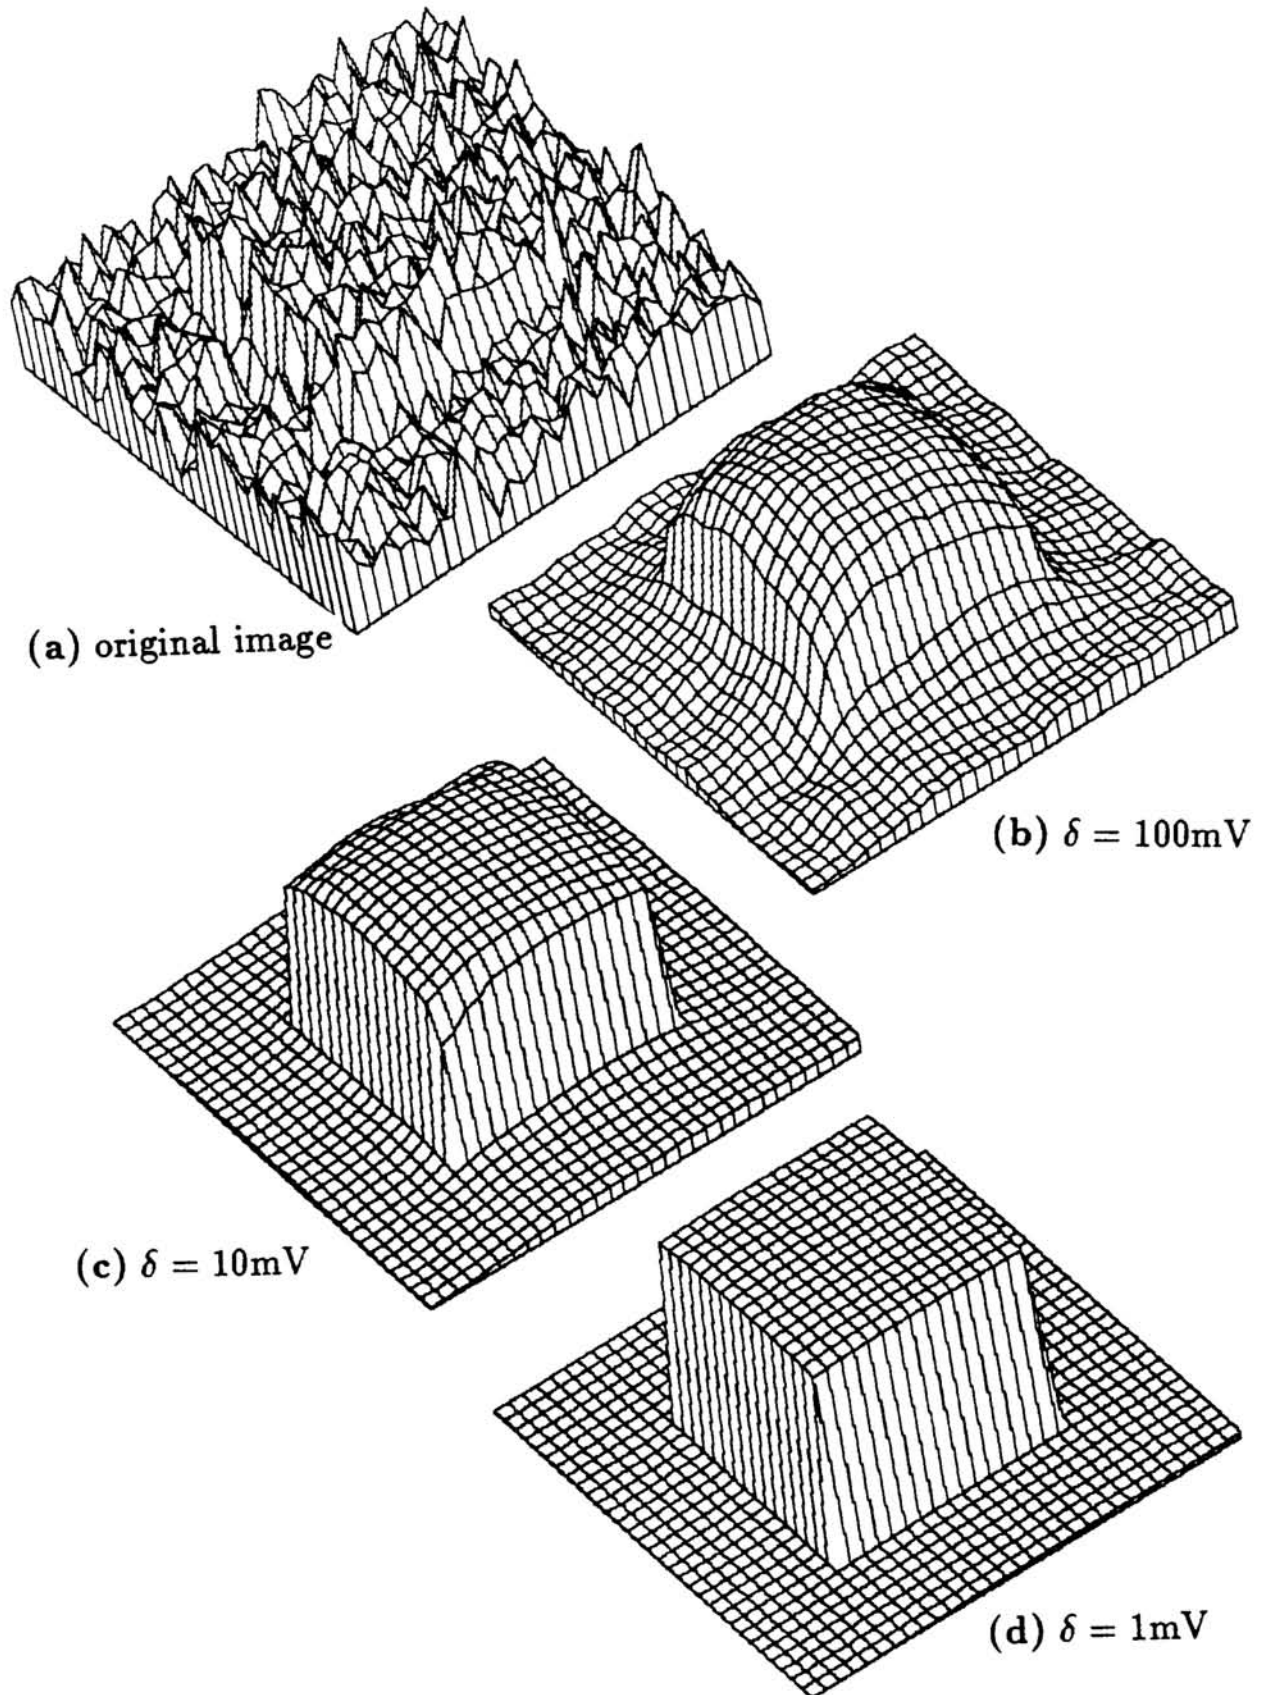 (a) original image
(b) δ = 100mV
(c) δ = 10mV
(d) δ = 1mV